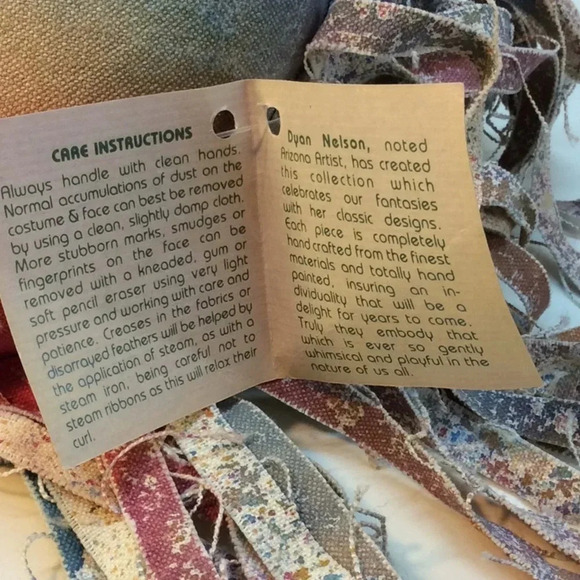 CARE INSTRUCTIONS
Always handle with clean hands.
Normal accumulations of dust on the
costume & face can best be removed
by using a clean, slightly damp cloth.
More stubborn marks, smudges or
fingerprints on the face can be
removed with a kneaded, gum or
soft pencil eraser using very light
pressure and working with care and
patience. Creases in the fabrics or
disarrayed feathers will be helped by
the application of steam, as with a
steam iron, being careful not to
steam ribbons as this will relax their
curl.
Dyan Nelson, noted
Arizona Artist, has created
this collection which
celebrates our fantasies
with her classic designs.
Each piece is completely
hand crafted from the finest
materials and totally hand
painted, insuring an in-
dividuality that will be a
delight for years to come.
Truly they embody that
which is ever so gently
whimsical and playful in the
nature of us all.